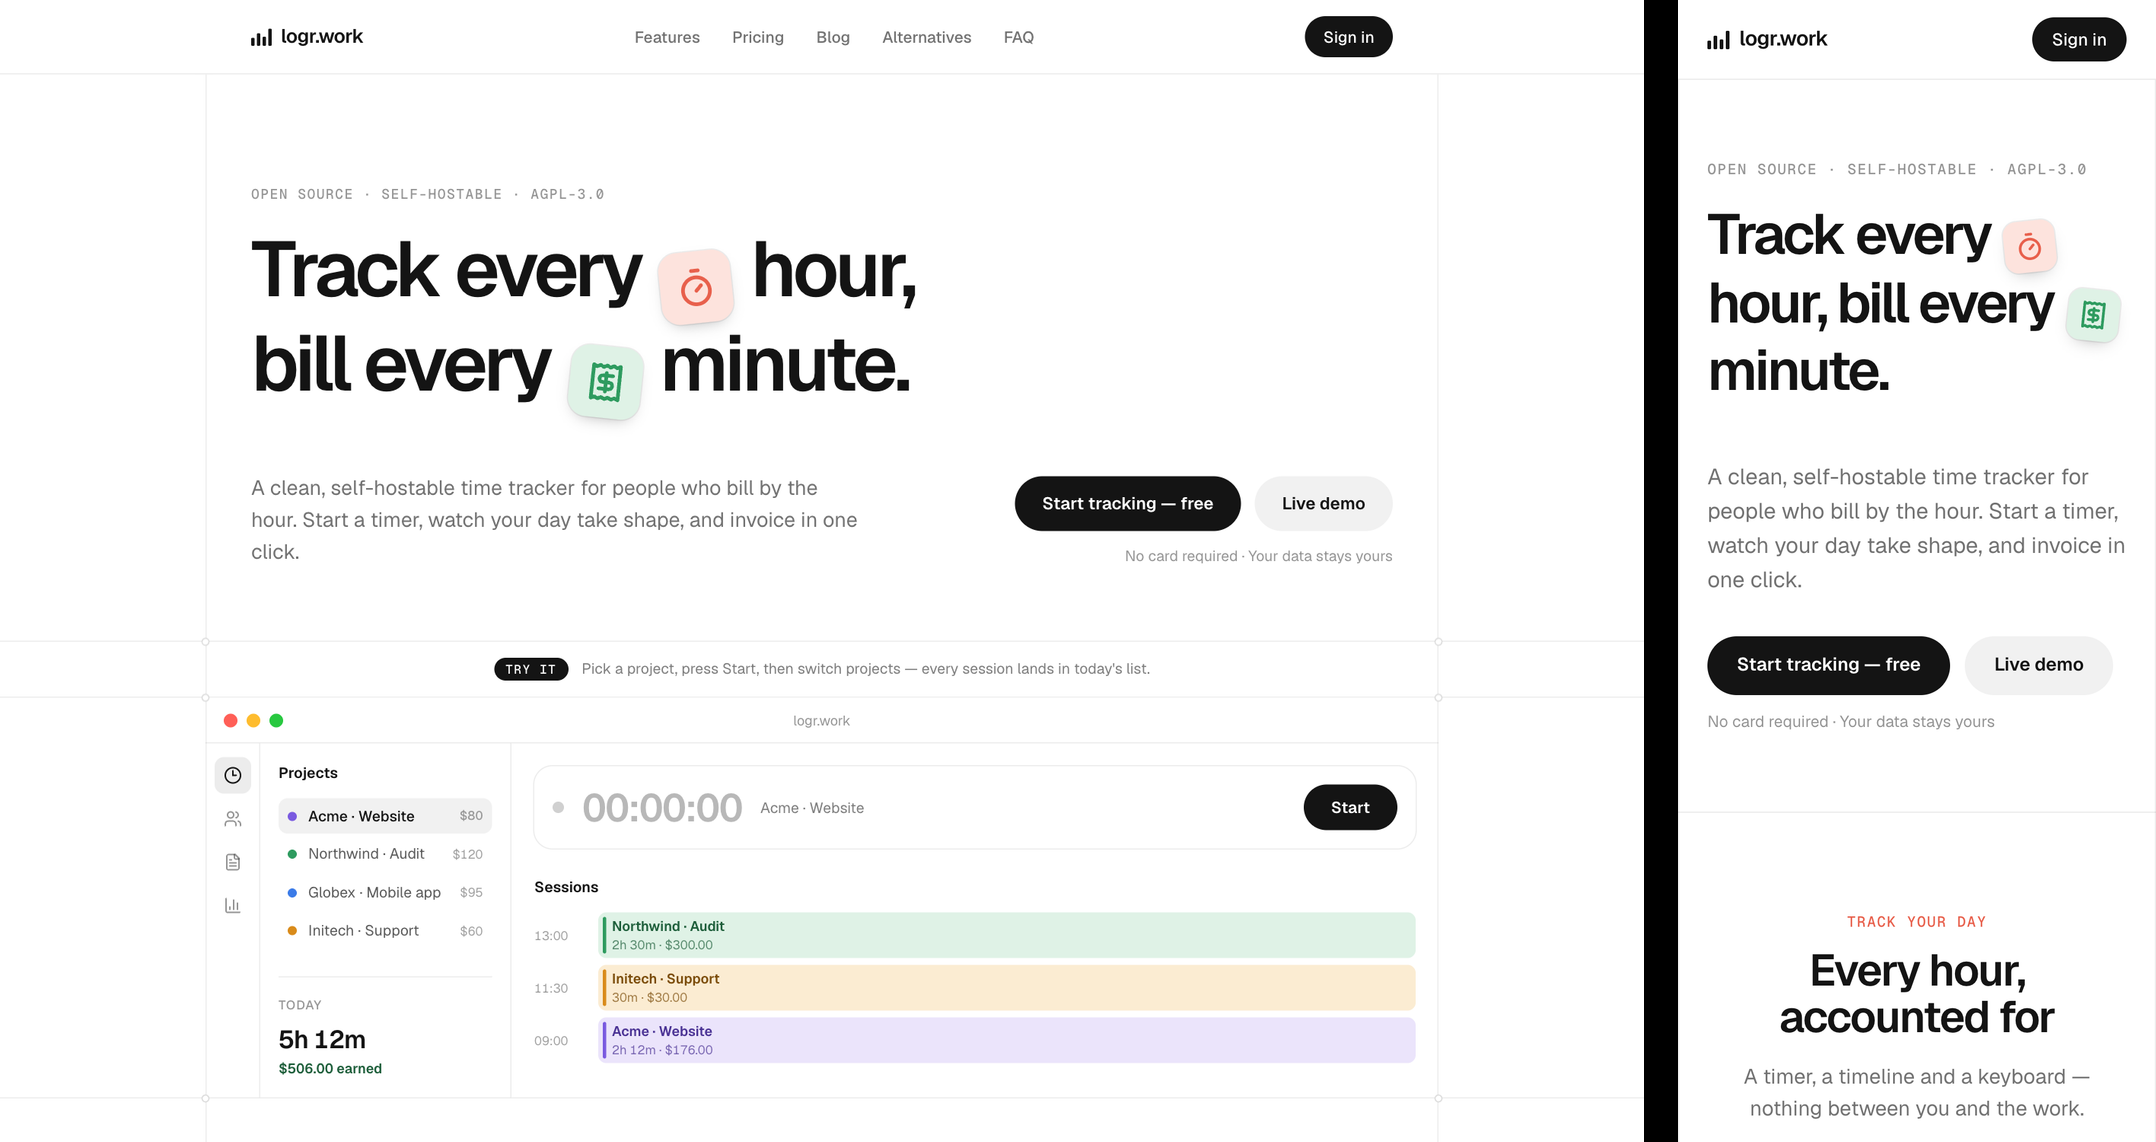 logr.work
Features
Pricing
Blog
Alternatives
FAQ
Sign in
OPEN SOURCE · SELF-HOSTABLE · AGPL-3.0
Track every hour,
bill every minute.
A clean, self-hostable time tracker for people who bill by the
hour. Start a timer, watch your day take shape, and invoice in one
click.
Start tracking — free
Live demo
No card required · Your data stays yours
TRY IT
Pick a project, press Start, then switch projects — every session lands in today's list.
logr.work
Projects
Acme · Website $80
Northwind · Audit $120
Globex · Mobile app $95
Initech · Support $60
TODAY
5h 12m
$506.00 earned
00:00:00 Acme · Website
Start
Sessions
13:00
Northwind · Audit
2h 30m · $300.00
11:30
Initech · Support
30m · $30.00
09:00
Acme · Website
2h 12m · $176.00
logr.work
Sign in
OPEN SOURCE · SELF-HOSTABLE · AGPL-3.0
Track every
hour, bill every
minute.
A clean, self-hostable time tracker for
people who bill by the hour. Start a timer,
watch your day take shape, and invoice in
one click.
Start tracking — free
Live demo
No card required · Your data stays yours
TRACK YOUR DAY
Every hour,
accounted for
A timer, a timeline and a keyboard —
nothing between you and the work.